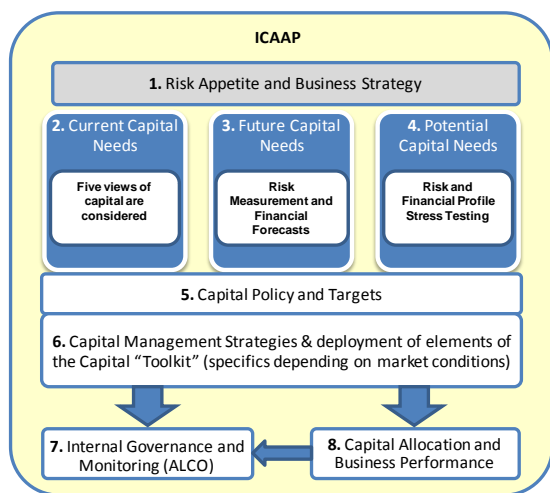 ICAAP
1. Risk Appetite and Business Strategy
2. Current Capital
Needs
Five views of
capital are
considered
3. Future Capital
Needs
Risk
Measurement and
Financial
Forecasts
4. Potential
Capital Needs
Risk and
Financial Profile
Stress Testing
5. Capital Policy and Targets
6. Capital Management Strategies & deployment of elements of
the Capital “Toolkit” (specifics depending on market conditions)
7. Internal Governance and
Monitoring (ALCO)
8. Capital Allocation and
Business Performance